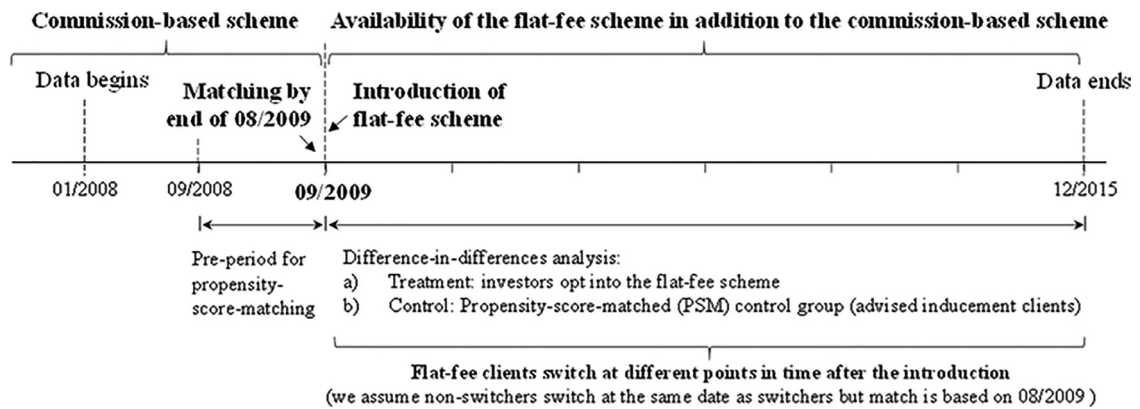 Commission-based scheme
Availability of the flat-fee scheme in addition to the commission-based scheme
Data begins
Matching by
end of 08/2009
Introduction of
flat-fee scheme
Data ends
01/2008
09/2008
09/2009
12/2015
Pre-period for
propensity-
score-matching
Difference-in-differences analysis:
a) Treatment: investors opt into the flat-fee scheme
b) Control: Propensity-score-matched (PSM) control group (advised inducement clients)
Flat-fee clients switch at different points in time after the introduction
(we assume non-switchers switch at the same date as switchers but match is based on 08/2009 )